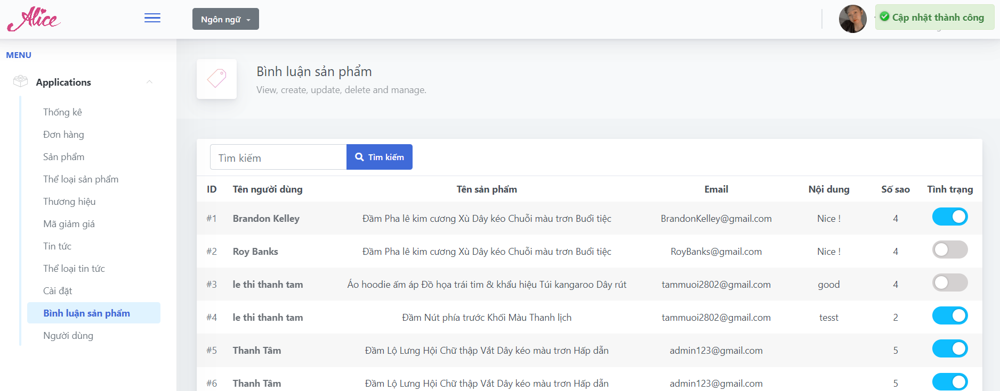 Alice
Ngôn ngữ
Cập nhật thành công
MENU
Applications
Thống kê
Đơn hàng
Sản phẩm
Thể loại sản phẩm
Thương hiệu
Mã giảm giá
Tin tức
Thể loại tin tức
Cài đặt
Bình luận sản phẩm
Người dùng
Bình luận sản phẩm
View, create, update, delete and manage.
Tìm kiếm Tìm kiếm
ID Tên người dùng Tên sản phẩm Email Nội dung Số sao Tình trạng
#1 Brandon Kelley Đầm Pha lê kim cương Xù Dây kéo Chuỗi màu trơn Buổi tiệc BrandonKelley@gmail.com Nice ! 4
#2 Roy Banks Đầm Pha lê kim cương Xù Dây kéo Chuỗi màu trơn Buổi tiệc RoyBanks@gmail.com Nice ! 4
#3 le thi thanh tam Áo hoodie ấm áp Đồ họa trái tim & khẩu hiệu Túi kangaroo Dây rút tammuoi2802@gmail.com good 4
#4 le thi thanh tam Đầm Nút phía trước Khối Màu Thanh lịch tammuoi2802@gmail.com tesst 2
#5 Thanh Tâm Đầm Lộ Lưng Hội Chữ thập Vắt Dây kéo màu trơn Hấp dẫn admin123@gmail.com 5
#6 Thanh Tâm Đầm Lộ Lưng Hội Chữ thập Vắt Dây kéo màu trơn Hấp dẫn admin123@gmail.com 5